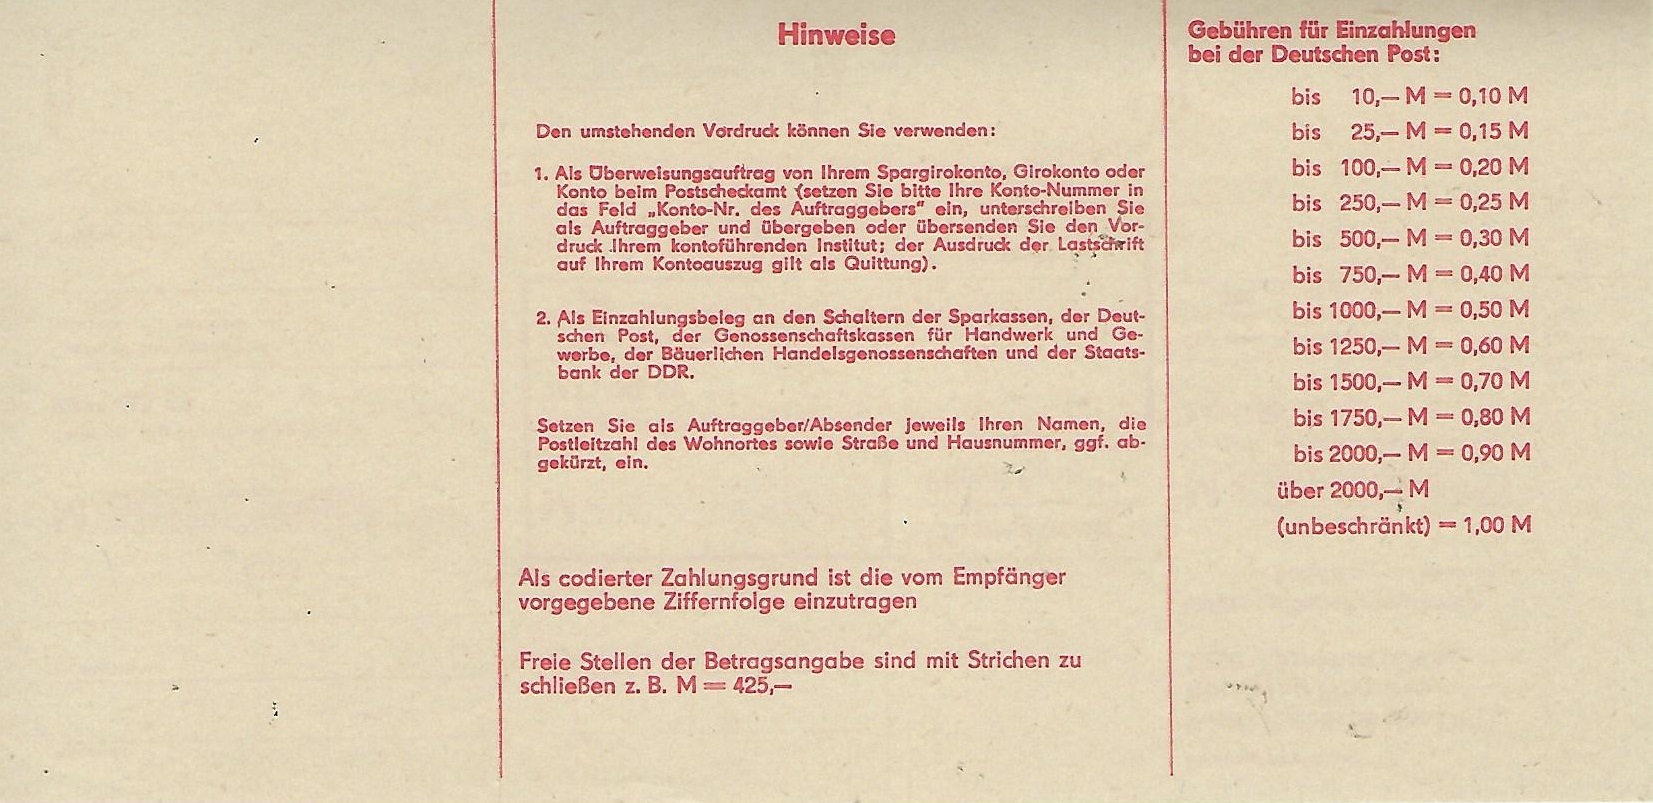 Hinweise
Den umstehenden Vordruck können Sie verwenden:
1. Als Überweisungsauftrag von Ihrem Spargirokonto, Girokonto oder
Konto beim Postscheckamt (setzen Sie bitte Ihre Konto-Nummer in
das Feld „Konto-Nr. des Auftraggebers“ ein, unterschreiben Sie
als Auftraggeber und übergeben oder übersenden Sie den Vor-
druck Ihrem kontoführenden Institut; der Ausdruck der Lastschrift
auf Ihrem Kontoauszug gilt als Quittung).
2. Als Einzahlungsbeleg an den Schaltern der Sparkassen, der Deut-
schen Post, der Genossenschaftskassen für Handwerk und Ge-
werbe, der Bäuerlichen Handelsgenossenschaften und der Staats-
bank der DDR.
Setzen Sie als Auftraggeber/Absender jeweils Ihren Namen, die
Postleitzahl des Wohnortes sowie Straße und Hausnummer, ggf. ab-
gekürzt, ein.
Als codierter Zahlungsgrund ist die vom Empfänger
vorgegebene Ziffernfolge einzutragen
Freie Stellen der Betragsangabe sind mit Strichen zu
schließen z. B. M = 425,—
Gebühren für Einzahlungen
bei der Deutschen Post:
bis 10,— M = 0,10 M
bis 25,— M = 0,15 M
bis 100,— M = 0,20 M
bis 250,— M = 0,25 M
bis 500,— M = 0,30 M
bis 750,— M = 0,40 M
bis 1000,— M = 0,50 M
bis 1250,— M = 0,60 M
bis 1500,— M = 0,70 M
bis 1750,— M = 0,80 M
bis 2000,— M = 0,90 M
über 2000,— M
(unbeschränkt) = 1,00 M